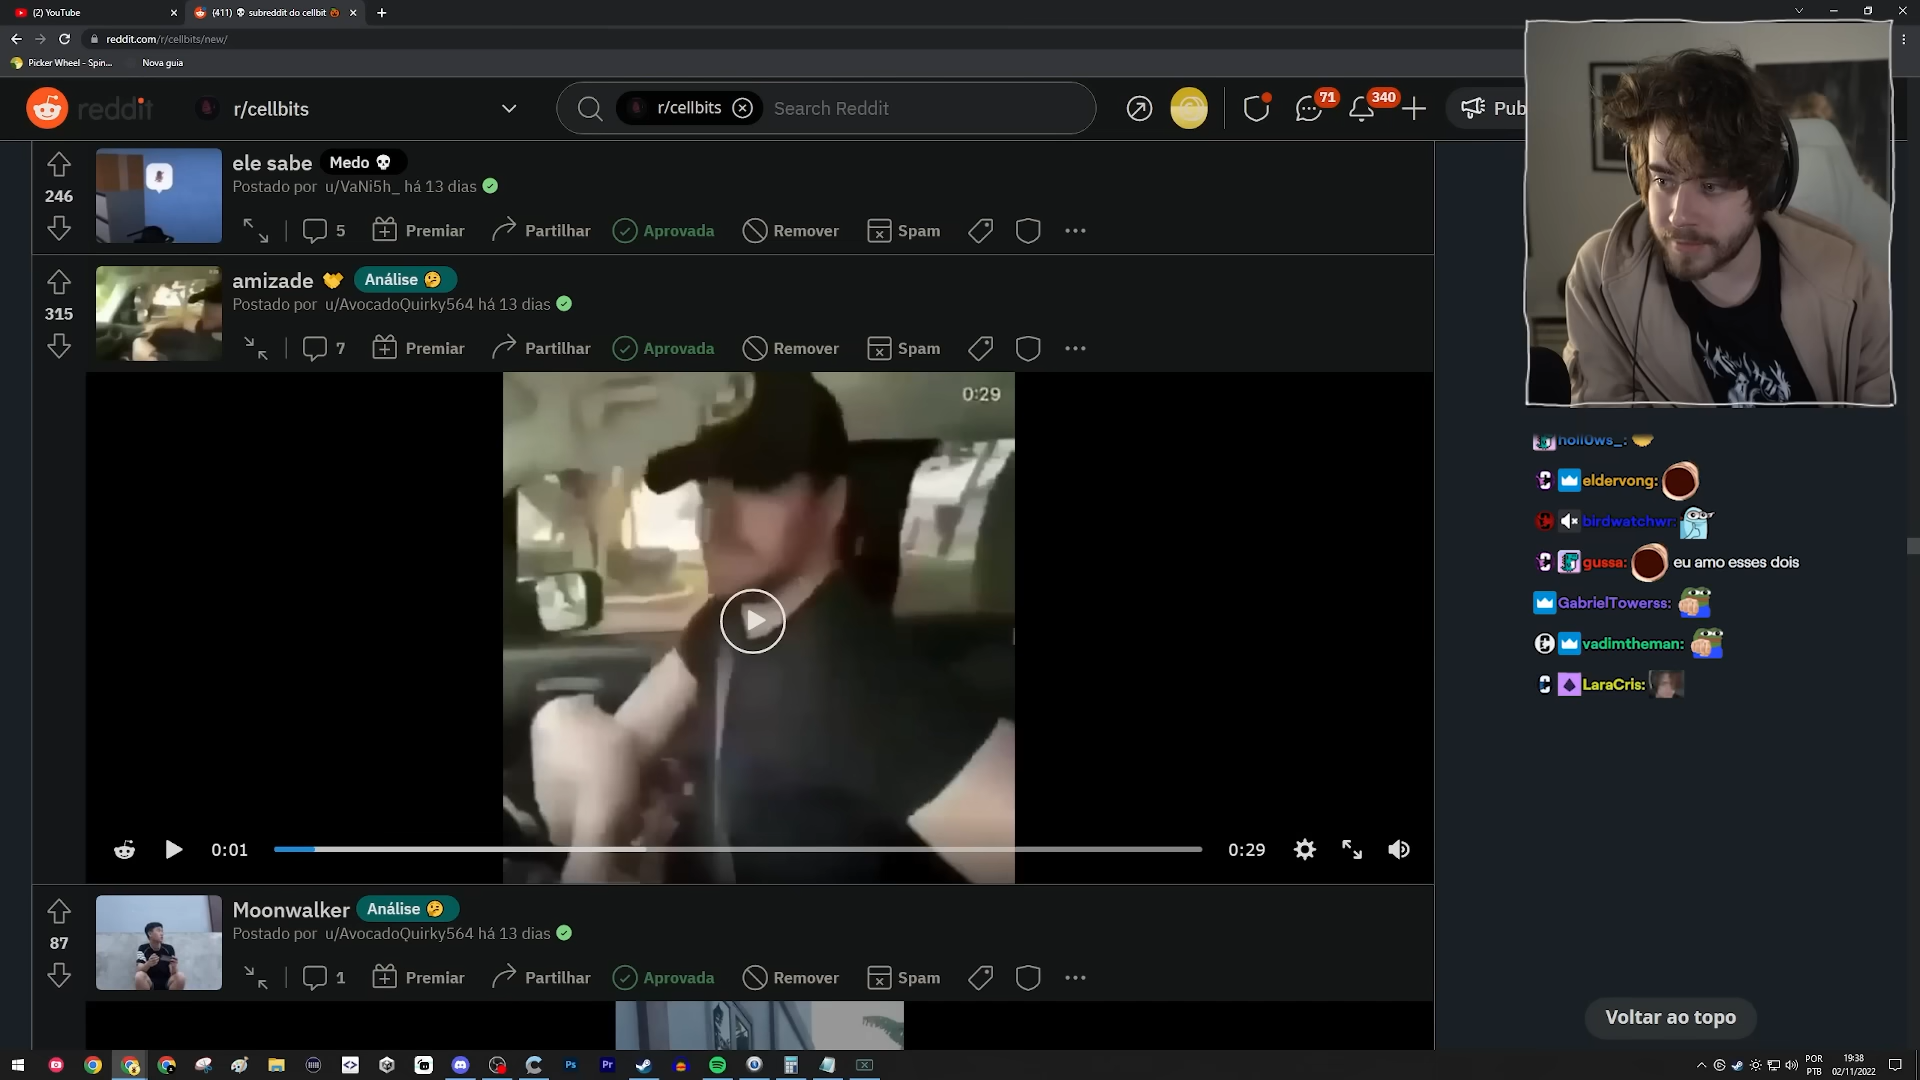 (2) YouTube
(411) subreddit do cellbit
reddit.com/r/cellbits/new/
Picker Wheel - Spin...
Nova guia
reddit
r/cellbits
r/cellbits
Search Reddit
71
340
Pub
246
ele sabe
Medo
Postado por u/VaNi5h_ há 13 dias
5
Premiar
Partilhar
Aprovada
Remover
Spam
315
amizade
Análise
Postado por u/AvocadoQuirky564 há 13 dias
7
Premiar
Partilhar
Aprovada
Remover
Spam
0:29
0:01
0:29
87
Moonwalker
Análise
Postado por u/AvocadoQuirky564 há 13 dias
1
Premiar
Partilhar
Aprovada
Remover
Spam
hollows_:
eldervong:
birdwatchwr:
gussa: eu amo esses dois
GabrielTowerss:
vadimtheman:
LaraCris:
Voltar ao topo
Ps
Pr
POR
PTB
19:38
02/11/2022